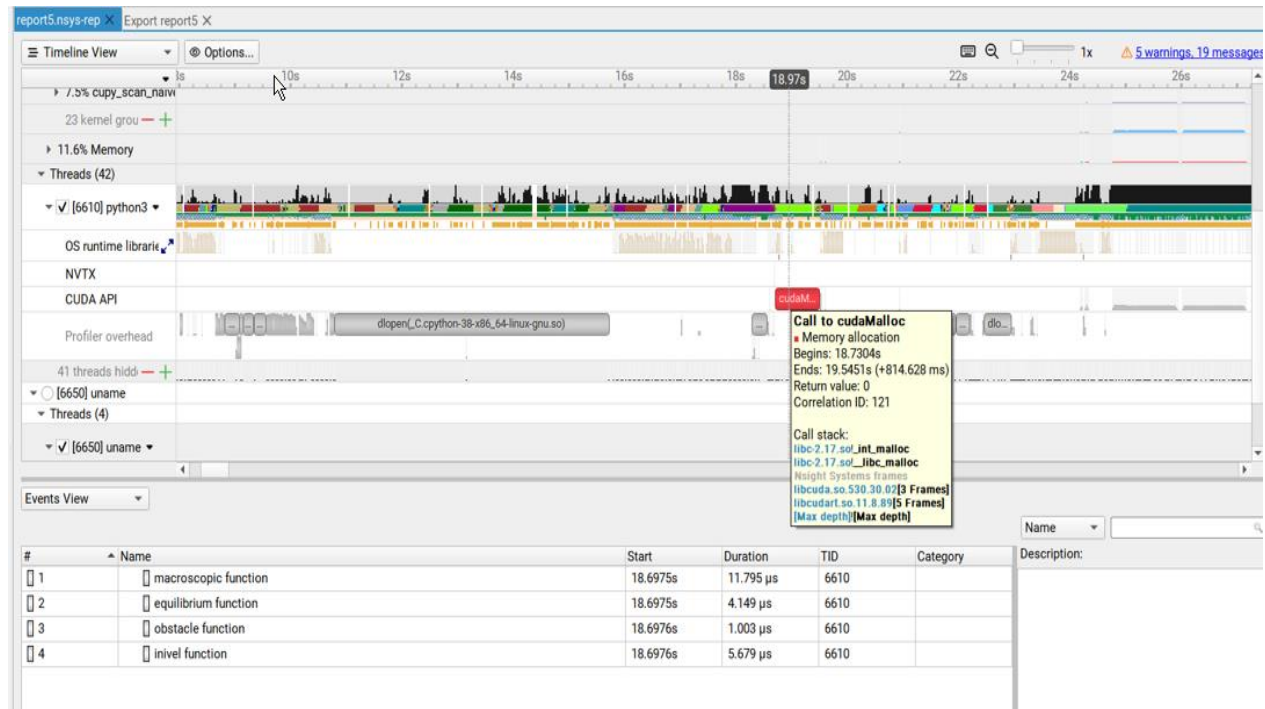 report5.nsys-rep × Export report5 ×
Timeline View Options... 1x 5 warnings, 19 messages
8s 10s 12s 14s 16s 18s 18.97s 20s 22s 24s 26s
7.5% cupy_scan_naive
23 kernel grou
11.6% Memory
Threads (42)
[6610] python3
OS runtime librarie
NVTX
CUDA API cudaM...
Profiler overhead ... ... ... dlopen(_C.cpython-38-x86_64-linux-gnu.so) ... ... dlo...
41 threads hidd
[6650] uname
Threads (4)
[6650] uname
Call to cudaMalloc
Memory allocation
Begins: 18.7304s
Ends: 19.5451s (+814.628 ms)
Return value: 0
Correlation ID: 121
Call stack:
libc-2.17.so!_int_malloc
libc-2.17.so!__libc_malloc
Nsight Systems frames
libcuda.so.530.30.02[3 Frames]
libcudart.so.11.8.89[5 Frames]
[Max depth]![Max depth]
Events View
Name
# Name Start Duration TID Category Description:
1 macroscopic function 18.6975s 11.795 μs 6610
2 equilibrium function 18.6975s 4.149 μs 6610
3 obstacle function 18.6976s 1.003 μs 6610
4 inivel function 18.6976s 5.679 μs 6610